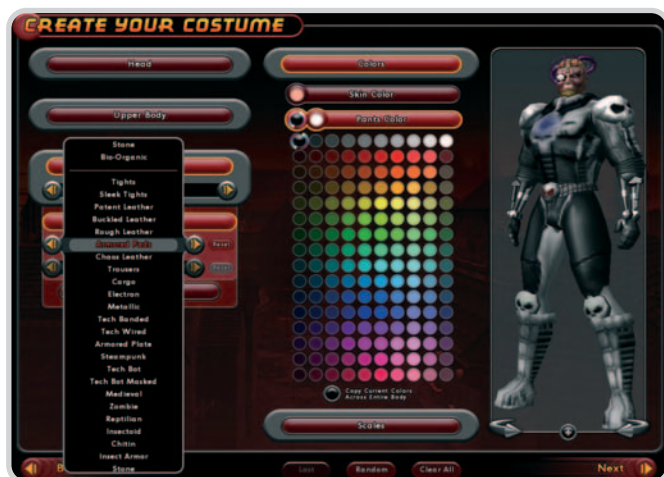 CREATE YOUR COSTUME
Head
Upper Body
Stone
Bio-Organic
Tights
Sleek Tights
Patent Leather
Buckled Leather
Rough Leather
Armored Pads
Chaos Leather
Trousers
Cargo
Electron
Metallic
Tech Banded
Tech Wired
Armored Plate
Steampunk
Tech Bot
Tech Bot Masked
Medieval
Zombie
Reptilian
Insectoid
Chitin
Insect Armor
Stone
Reset
Colors
Skin Color
Pants Color
Copy Current Colors
Across Entire Body
Scales
Last
Random
Clear All
Next